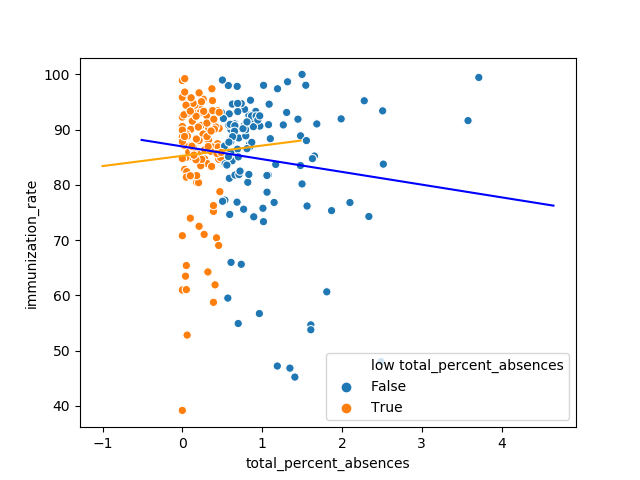 100
90
80
70
60
50
40
immunization_rate
low total_percent_absences
False
True
−1
0
1
2
3
4
total_percent_absences